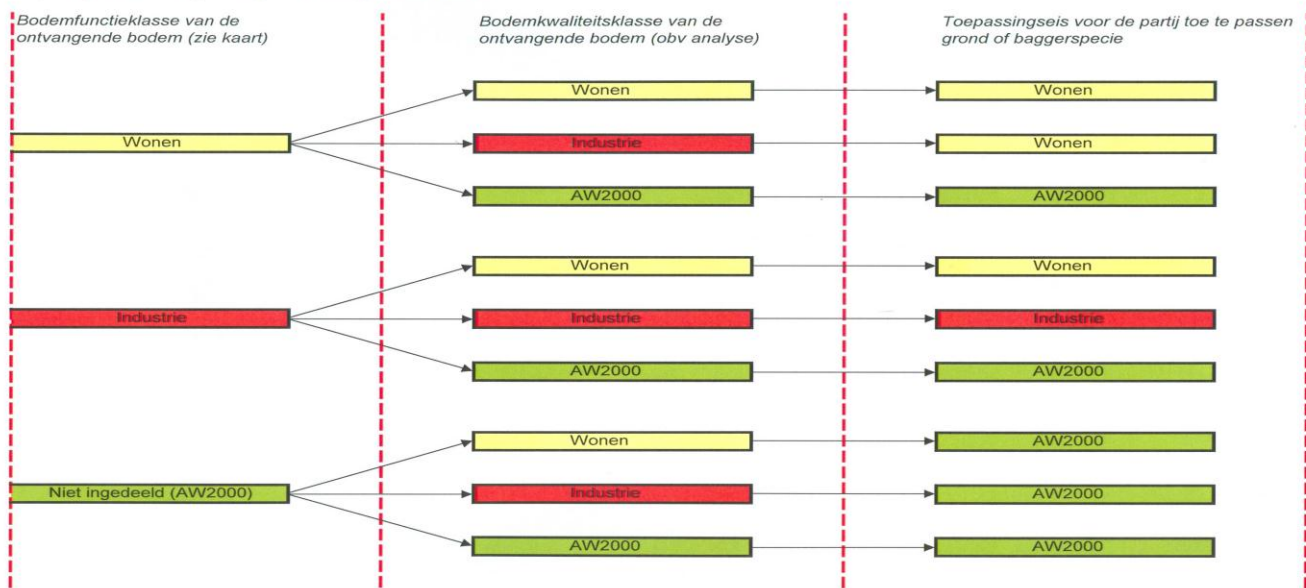 Bodemfunctieklasse van de
ontvangende bodem (zie kaart)
Bodemkwaliteitsklasse van de
ontvangende bodem (obv analyse)
Toepassingseis voor de partij toe te passen
grond of baggerspecie
Wonen
Wonen
Wonen
Industrie
Wonen
AW2000
AW2000
Industrie
Wonen
Wonen
Industrie
Industrie
AW2000
AW2000
Niet ingedeeld (AW2000)
Wonen
AW2000
Industrie
AW2000
AW2000
AW2000